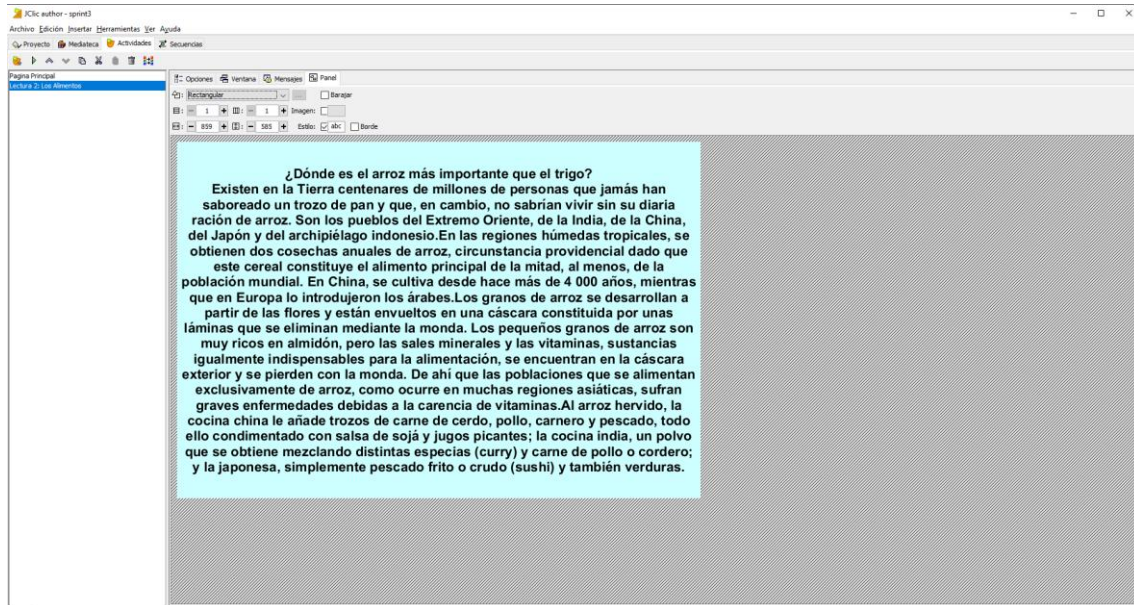 JClic author - sprint3
Archivo Edición Insertar Herramientas Ver Ayuda
Proyecto Mediateca Actividades Secuencias
Pagina Principal
Lectura 2: Los Alimentos
Opciones Ventana Mensajes Panel
Rectangular ... Barajar
1 1 Imagen:
859 585 Estilo: abc Borde
¿Dónde es el arroz más importante que el trigo?
Existen en la Tierra centenares de millones de personas que jamás han
saboreado un trozo de pan y que, en cambio, no sabrían vivir sin su diaria
ración de arroz. Son los pueblos del Extremo Oriente, de la India, de la China,
del Japón y del archipiélago indonesio.En las regiones húmedas tropicales, se
obtienen dos cosechas anuales de arroz, circunstancia providencial dado que
este cereal constituye el alimento principal de la mitad, al menos, de la
población mundial. En China, se cultiva desde hace más de 4 000 años, mientras
que en Europa lo introdujeron los árabes.Los granos de arroz se desarrollan a
partir de las flores y están envueltos en una cáscara constituida por unas
láminas que se eliminan mediante la monda. Los pequeños granos de arroz son
muy ricos en almidón, pero las sales minerales y las vitaminas, sustancias
igualmente indispensables para la alimentación, se encuentran en la cáscara
exterior y se pierden con la monda. De ahí que las poblaciones que se alimentan
exclusivamente de arroz, como ocurre en muchas regiones asiáticas, sufran
graves enfermedades debidas a la carencia de vitaminas.Al arroz hervido, la
cocina china le añade trozos de carne de cerdo, pollo, carnero y pescado, todo
ello condimentado con salsa de sojá y jugos picantes; la cocina india, un polvo
que se obtiene mezclando distintas especias (curry) y carne de pollo o cordero;
y la japonesa, simplemente pescado frito o crudo (sushi) y también verduras.